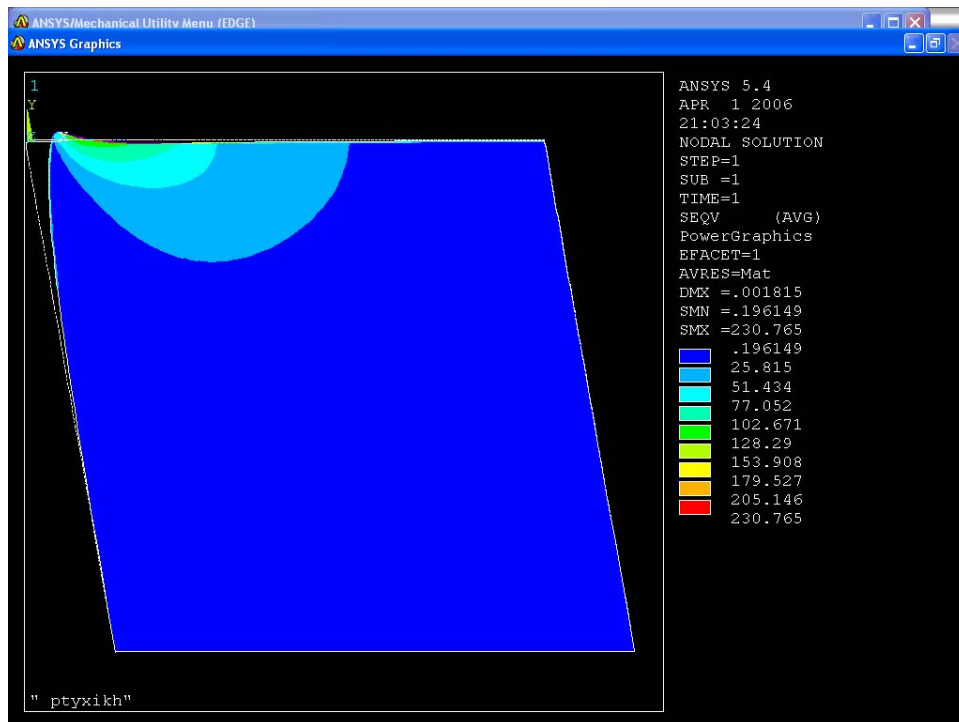 ANSYS/Mechanical Utility Menu (EDGE)
ANSYS Graphics
1
Y
X
ANSYS 5.4
APR 1 2006
21:03:24
NODAL SOLUTION
STEP=1
SUB =1
TIME=1
SEQV (AVG)
PowerGraphics
EFACET=1
AVRES=Mat
DMX =.001815
SMN =.196149
SMX =230.765
.196149
25.815
51.434
77.052
102.671
128.29
153.908
179.527
205.146
230.765
" ptyxikh"